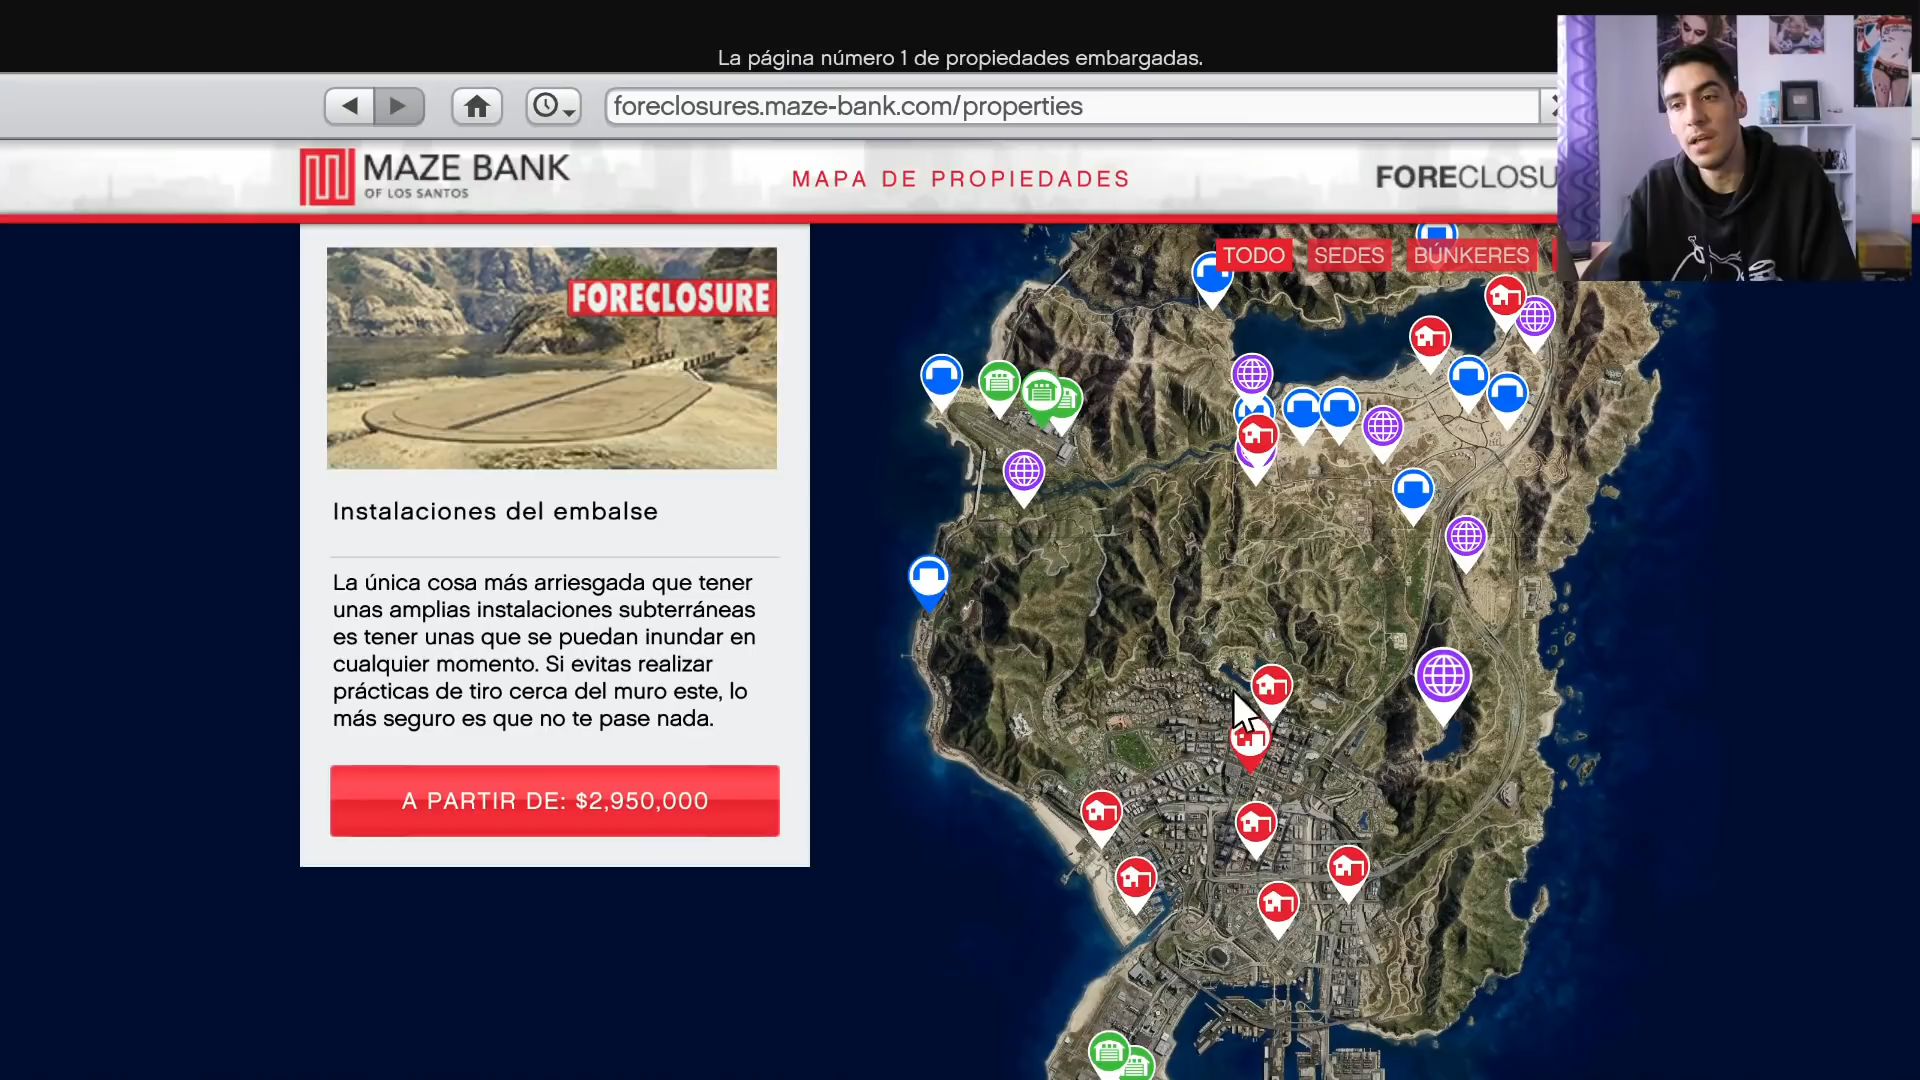 La página número 1 de propiedades embargadas.
foreclosures.maze-bank.com/properties
MAZE BANK
OF LOS SANTOS
MAPA DE PROPIEDADES
FORECLOSU
TODO
SEDES
BÚNKERES
FORECLOSURE
Instalaciones del embalse
La única cosa más arriesgada que tener
unas amplias instalaciones subterráneas
es tener unas que se puedan inundar en
cualquier momento. Si evitas realizar
prácticas de tiro cerca del muro este, lo
más seguro es que no te pase nada.
A PARTIR DE: $2,950,000